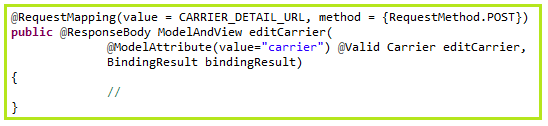 @RequestMapping(value = CARRIER_DETAIL_URL, method = {RequestMethod.POST})
public @ResponseBody ModelAndView editCarrier(
@ModelAttribute(value="carrier") @Valid Carrier editCarrier,
BindingResult bindingResult)
{
//
}